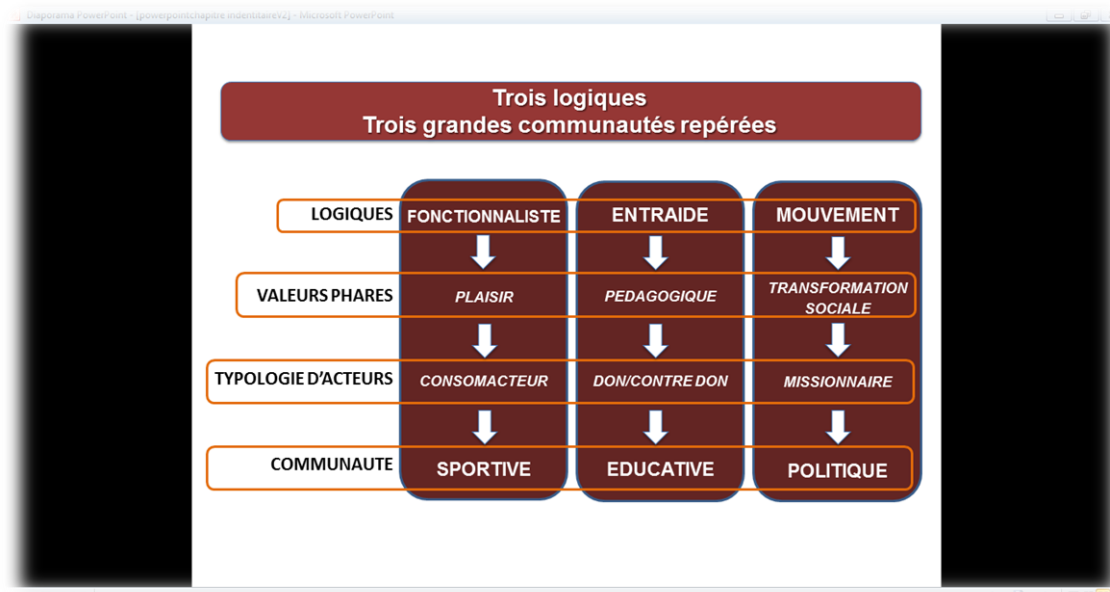 Diaporama PowerPoint - [powerpointchapitre indentitaireV2] - Microsoft PowerPoint
Trois logiques
Trois grandes communautés repérées
LOGIQUES FONCTIONNALISTE ENTRAIDE MOUVEMENT
VALEURS PHARES PLAISIR PEDAGOGIQUE TRANSFORMATION
SOCIALE
TYPOLOGIE D'ACTEURS CONSOMACTEUR DON/CONTRE DON MISSIONNAIRE
COMMUNAUTE SPORTIVE EDUCATIVE POLITIQUE